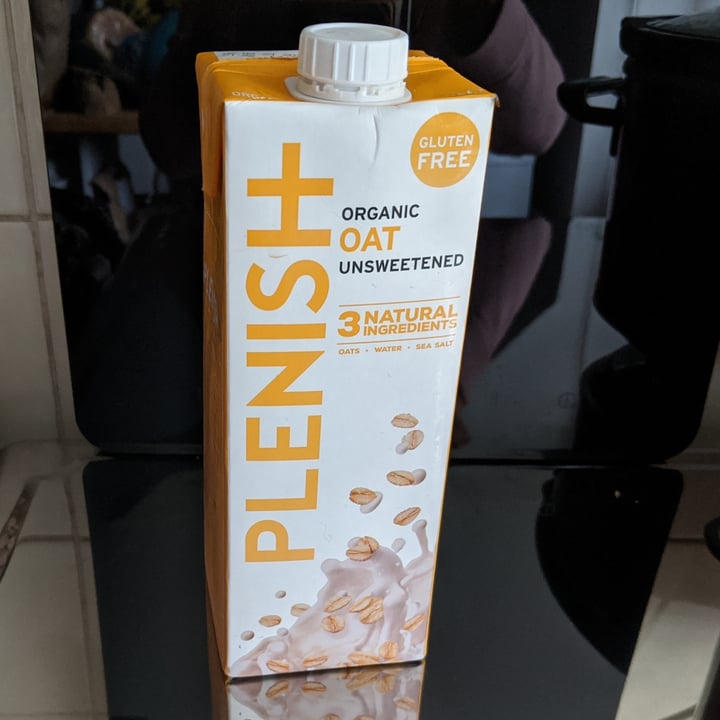 GLUTEN
FREE
PLENISH
ORGANIC
OAT
UNSWEETENED
3 NATURAL
INGREDIENTS
OATS • WATER • SEA SALT